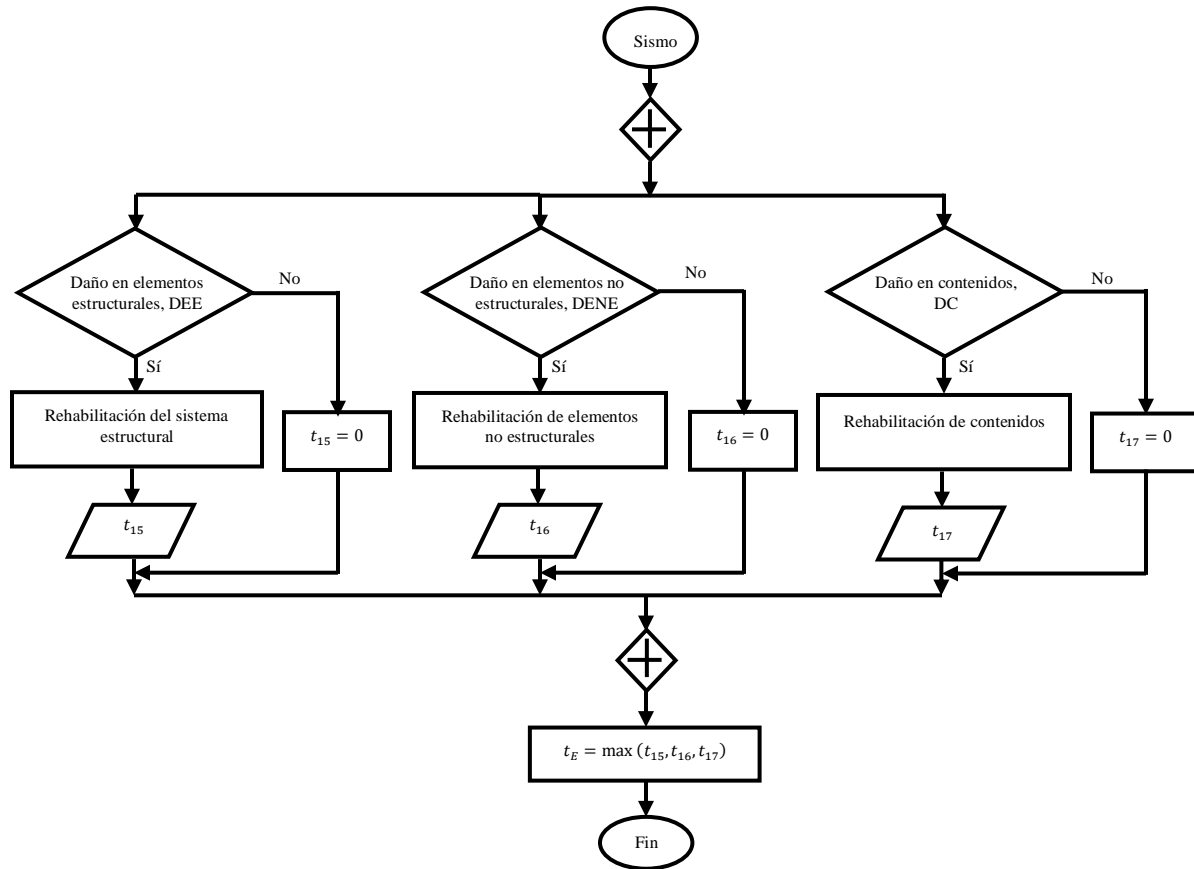 Sismo
Daño en elementos
estructurales, DEE
No
Sí
Daño en elementos no
estructurales, DENE
No
Sí
Daño en contenidos,
DC
No
Sí
Rehabilitación del sistema
estructural
t₁₅ = 0
Rehabilitación de elementos
no estructurales
t₁₆ = 0
Rehabilitación de contenidos
t₁₇ = 0
t₁₅
t₁₆
t₁₇
t_E = max (t₁₅, t₁₆, t₁₇)
Fin